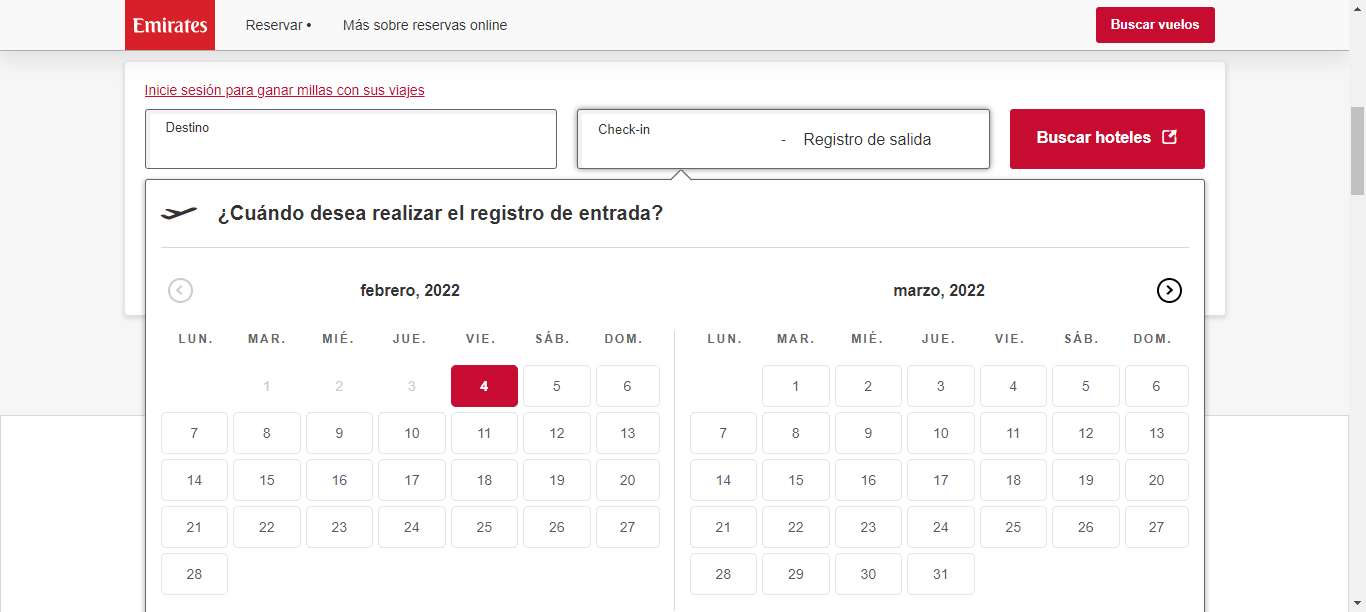 Emirates Reservar • Más sobre reservas online Buscar vuelos
Inicie sesión para ganar millas con sus viajes
Destino
Check-in
- Registro de salida
Buscar hoteles
¿Cuándo desea realizar el registro de entrada?
febrero, 2022
LUN. MAR. MIÉ. JUE. VIE. SÁB. DOM.
1 2 3 4 5 6
7 8 9 10 11 12 13
14 15 16 17 18 19 20
21 22 23 24 25 26 27
28
marzo, 2022
LUN. MAR. MIÉ. JUE. VIE. SÁB. DOM.
1 2 3 4 5 6
7 8 9 10 11 12 13
14 15 16 17 18 19 20
21 22 23 24 25 26 27
28 29 30 31